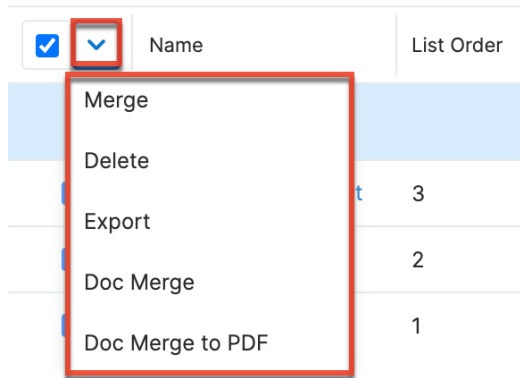 Name
List Order
Merge
Delete
t
3
Export
2
Doc Merge
1
Doc Merge to PDF